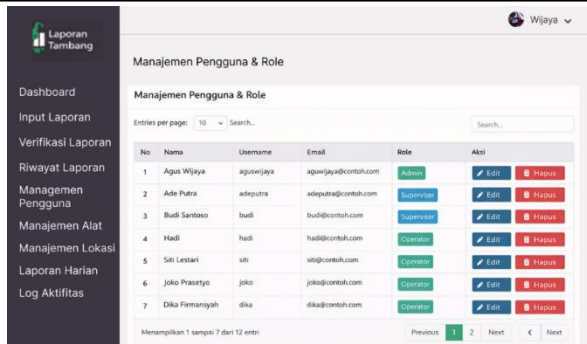 Laporan
Tambang
Wijaya
Manajemen Pengguna & Role
Dashboard
Input Laporan
Verifikasi Laporan
Riwayat Laporan
Managemen
Pengguna
Manajemen Alat
Manajemen Lokasi
Laporan Harian
Log Aktifitas
Manajemen Pengguna & Role
Entries per page: 10 Search... Search...
No Nama Username Email Role Aksi
1 Agus Wijaya aguswijaya aguwijaya@contoh.com Admin Edit Hapus
2 Ade Putra adeputra adeputra@contoh.com Supervisor Edit Hapus
3 Budi Santoso budi budi@contoh.com Supervisor Edit Hapus
4 Hadi hadi hadi@contoh.com Operator Edit Hapus
5 Siti Lestari siti siti@contoh.com Operator Edit Hapus
6 Joko Prasetyo joko joko@contoh.com Operator Edit Hapus
7 Dika Firmansyah dika dika@contoh.com Operator Edit Hapus
Menampilkan 1 sampai 7 dari 12 entri Previous 1 2 Next < Next